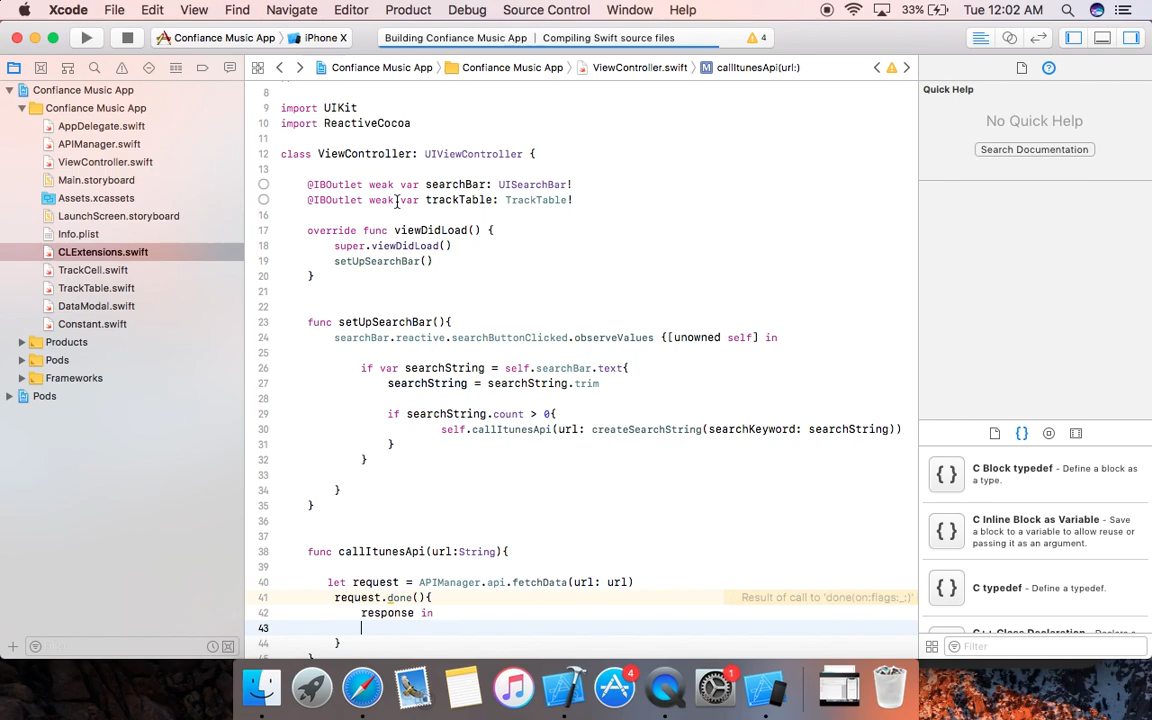 Xcode File Edit View Find Navigate Editor Product Debug Source Control Window Help 33% Tue 12:02 AM
Confiance Music App iPhone X Building Confiance Music App Compiling Swift source files 4
Confiance Music App Confiance Music App ViewController.swift M callItunesApi(url:)
Confiance Music App
Confiance Music App
AppDelegate.swift
APIManager.swift
ViewController.swift
Main.storyboard
Assets.xcassets
LaunchScreen.storyboard
Info.plist
CLExtensions.swift
TrackCell.swift
TrackTable.swift
DataModal.swift
Constant.swift
Products
Pods
Frameworks
Pods
8
9 import UIKit
10 import ReactiveCocoa
11
12 class ViewController: UIViewController {
13
14 @IBOutlet weak var searchBar: UISearchBar!
15 @IBOutlet weak var trackTable: TrackTable!
16
17 override func viewDidLoad() {
18 super.viewDidLoad()
19 setUpSearchBar()
20 }
21
22
23 func setUpSearchBar(){
24 searchBar.reactive.searchButtonClicked.observeValues {[unowned self] in
25
26 if var searchString = self.searchBar.text{
27 searchString = searchString.trim
28
29 if searchString.count > 0{
30 self.callItunesApi(url: createSearchString(searchKeyword: searchString))
31 }
32 }
33
34 }
35 }
36
37
38 func callItunesApi(url:String){
39
40 let request = APIManager.api.fetchData(url: url)
41 request.done(){ Result of call to 'done(on:flags:_:)'
42 response in
43
44 }
45 }
Quick Help
No Quick Help
Search Documentation
{ }
{ } C Block typedef - Define a block as a type.
{ } C Inline Block as Variable - Save a block to a variable to allow reuse or passing it as an argument.
{ } C typedef - Define a typedef.
C++ Class Declaration
Filter
4
1